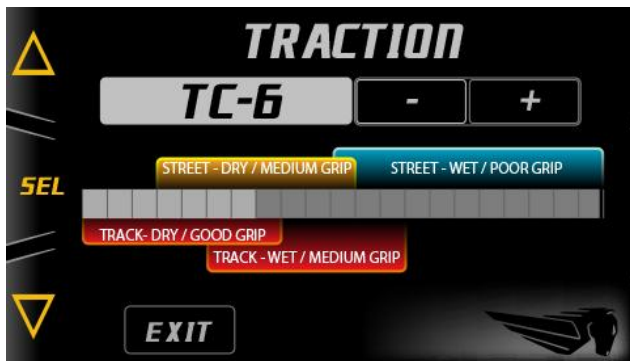 TRACTION
TC-6
-
+
STREET - DRY / MEDIUM GRIP
STREET - WET / POOR GRIP
SEL
TRACK- DRY / GOOD GRIP
TRACK - WET / MEDIUM GRIP
EXIT